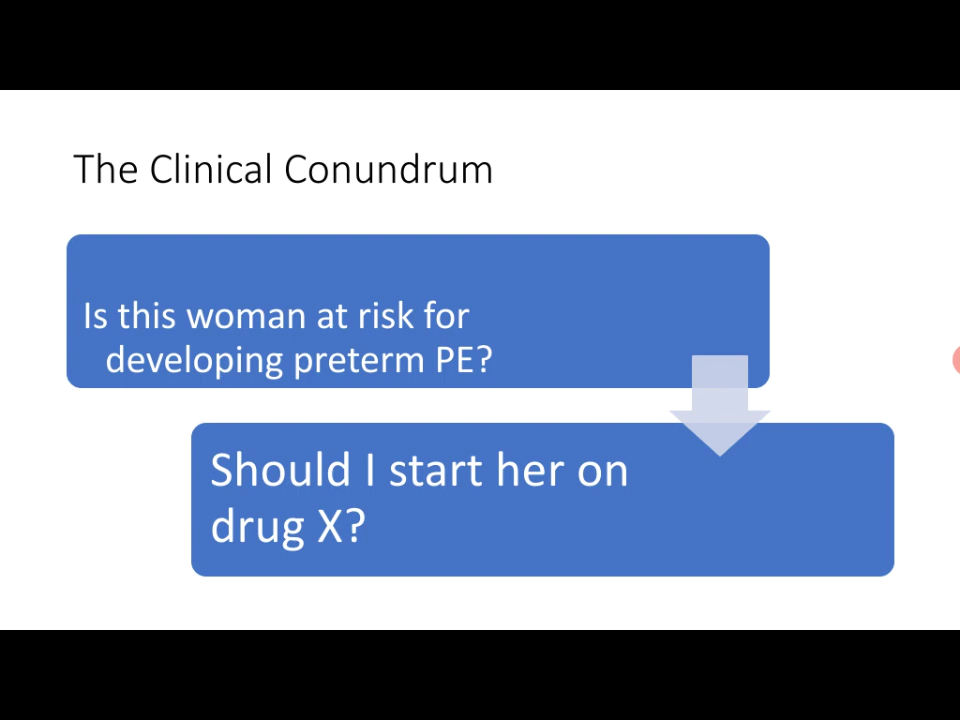 The Clinical Conundrum
Is this woman at risk for
developing preterm PE?
Should I start her on
drug X?